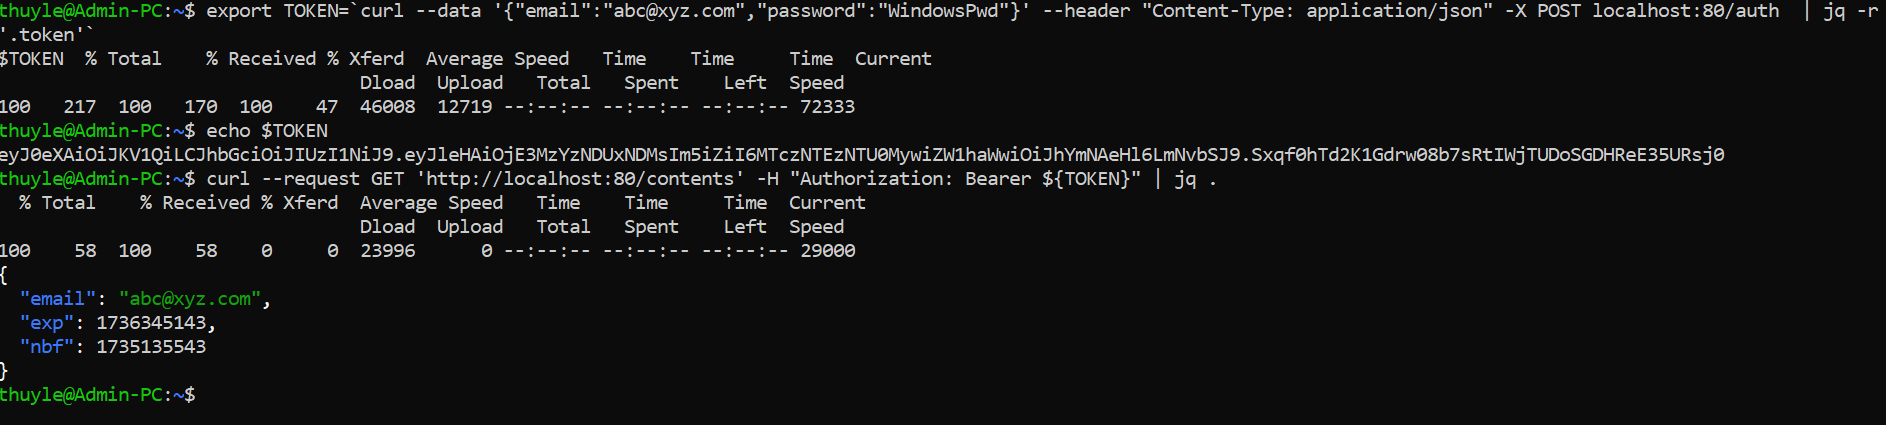 thuyle@Admin-PC:~$ export TOKEN=`curl --data '{"email":"abc@xyz.com","password":"WindowsPwd"}' --header "Content-Type: application/json" -X POST localhost:80/auth  | jq -r
'.token'`
$TOKEN  % Total    % Received % Xferd  Average Speed   Time    Time     Time  Current
                                 Dload  Upload   Total   Spent    Left  Speed
100   217  100   170  100    47  46008  12719 --:--:-- --:--:-- --:--:-- 72333
thuyle@Admin-PC:~$ echo $TOKEN
eyJ0eXAiOiJKV1QiLCJhbGciOiJIUzI1NiJ9.eyJleHAiOjE3MzYzNDUxNDMsIm5iZiI6MTczNTEzNTU0MywiZW1haWwiOiJhYmNAeHl6LmNvbSJ9.Sxqf0hTd2K1Gdrw08b7sRtIWjTUDoSGDHReE35URsj0
thuyle@Admin-PC:~$ curl --request GET 'http://localhost:80/contents' -H "Authorization: Bearer ${TOKEN}" | jq .
  % Total    % Received % Xferd  Average Speed   Time    Time     Time  Current
                                 Dload  Upload   Total   Spent    Left  Speed
100    58  100    58    0     0  23996      0 --:--:-- --:--:-- --:--:-- 29000
{
  "email": "abc@xyz.com",
  "exp": 1736345143,
  "nbf": 1735135543
}
thuyle@Admin-PC:~$